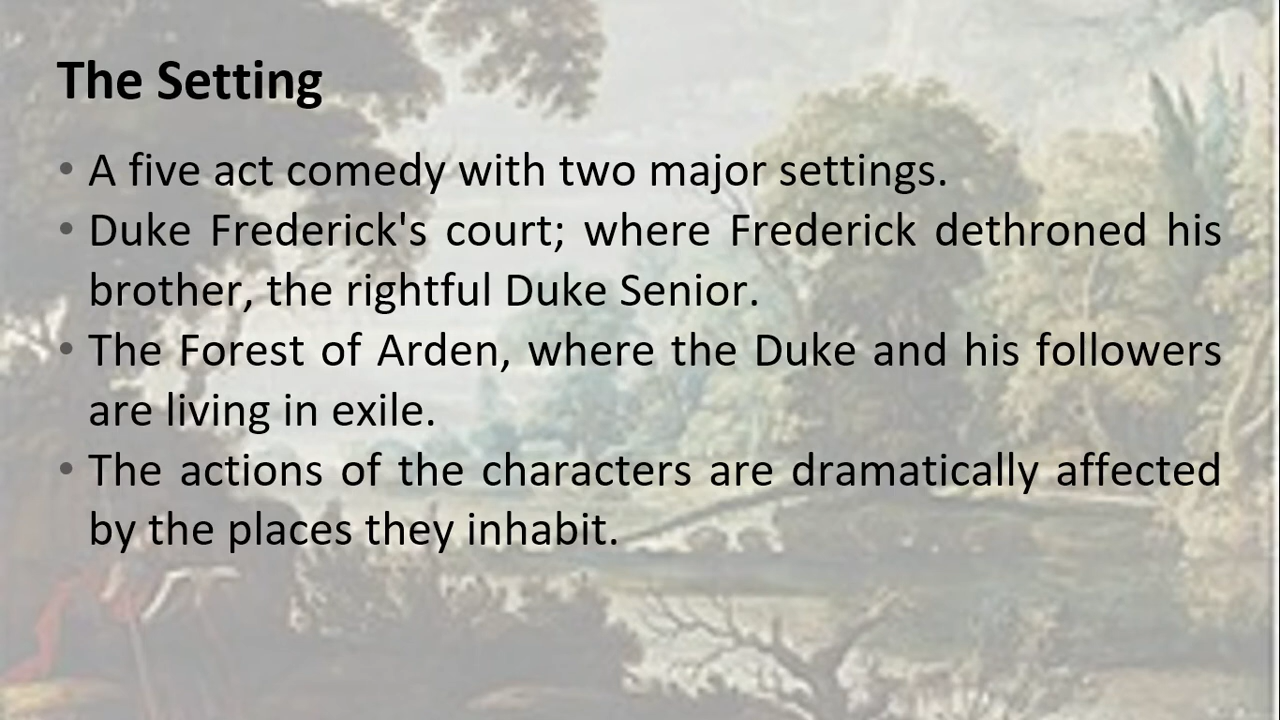 The Setting
• A five act comedy with two major settings.
• Duke Frederick's court; where Frederick dethroned his
brother, the rightful Duke Senior.
• The Forest of Arden, where the Duke and his followers
are living in exile.
• The actions of the characters are dramatically affected
by the places they inhabit.